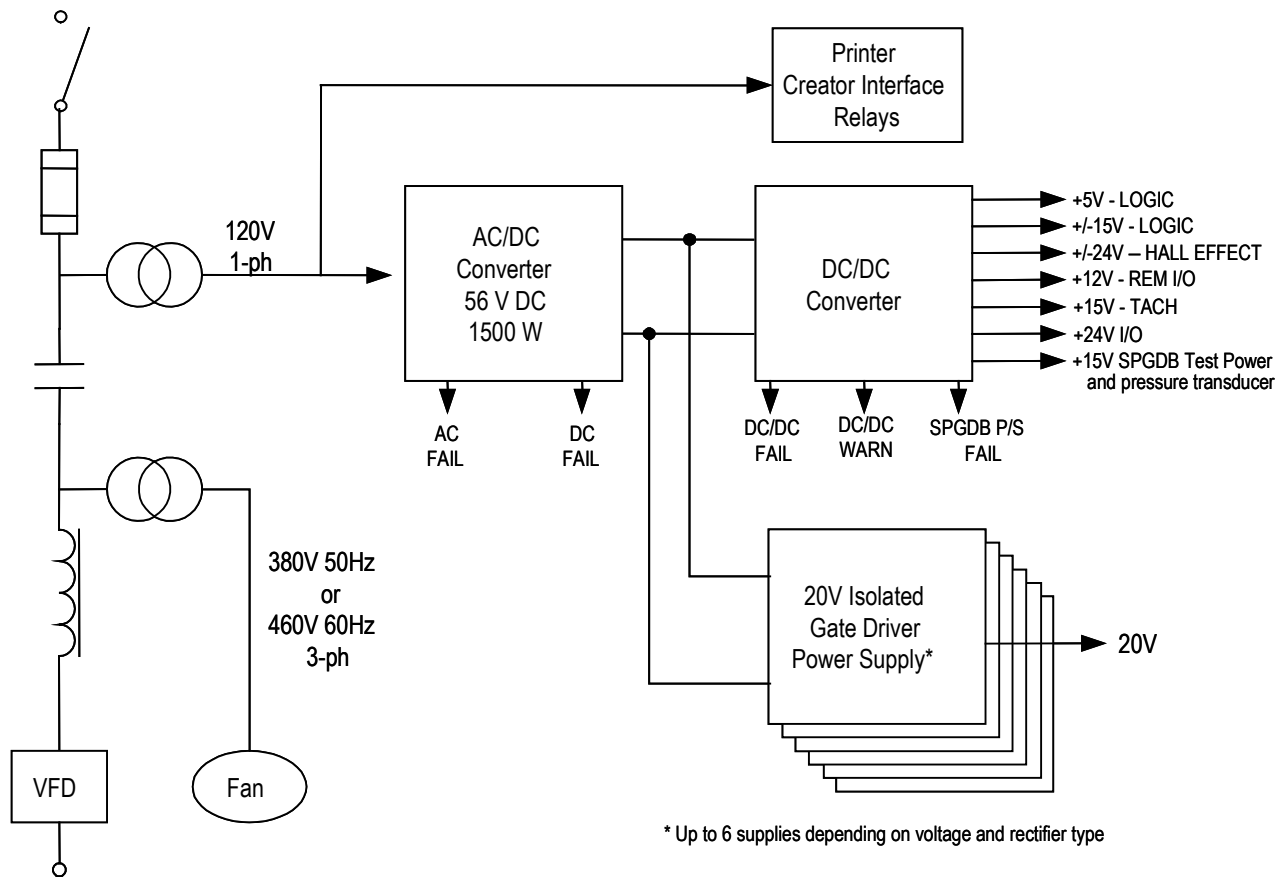 Printer
Creator Interface
Relays
120V
1-ph
AC/DC
Converter
56 V DC
1500 W
DC/DC
Converter
+5V - LOGIC
+/-15V - LOGIC
+/-24V – HALL EFFECT
+12V - REM I/O
+15V - TACH
+24V I/O
+15V SPGDB Test Power
and pressure transducer
AC
FAIL
DC
FAIL
DC/DC
FAIL
DC/DC
WARN
SPGDB P/S
FAIL
380V 50Hz
or
460V 60Hz
3-ph
20V Isolated
Gate Driver
Power Supply*
20V
VFD
Fan
* Up to 6 supplies depending on voltage and rectifier type